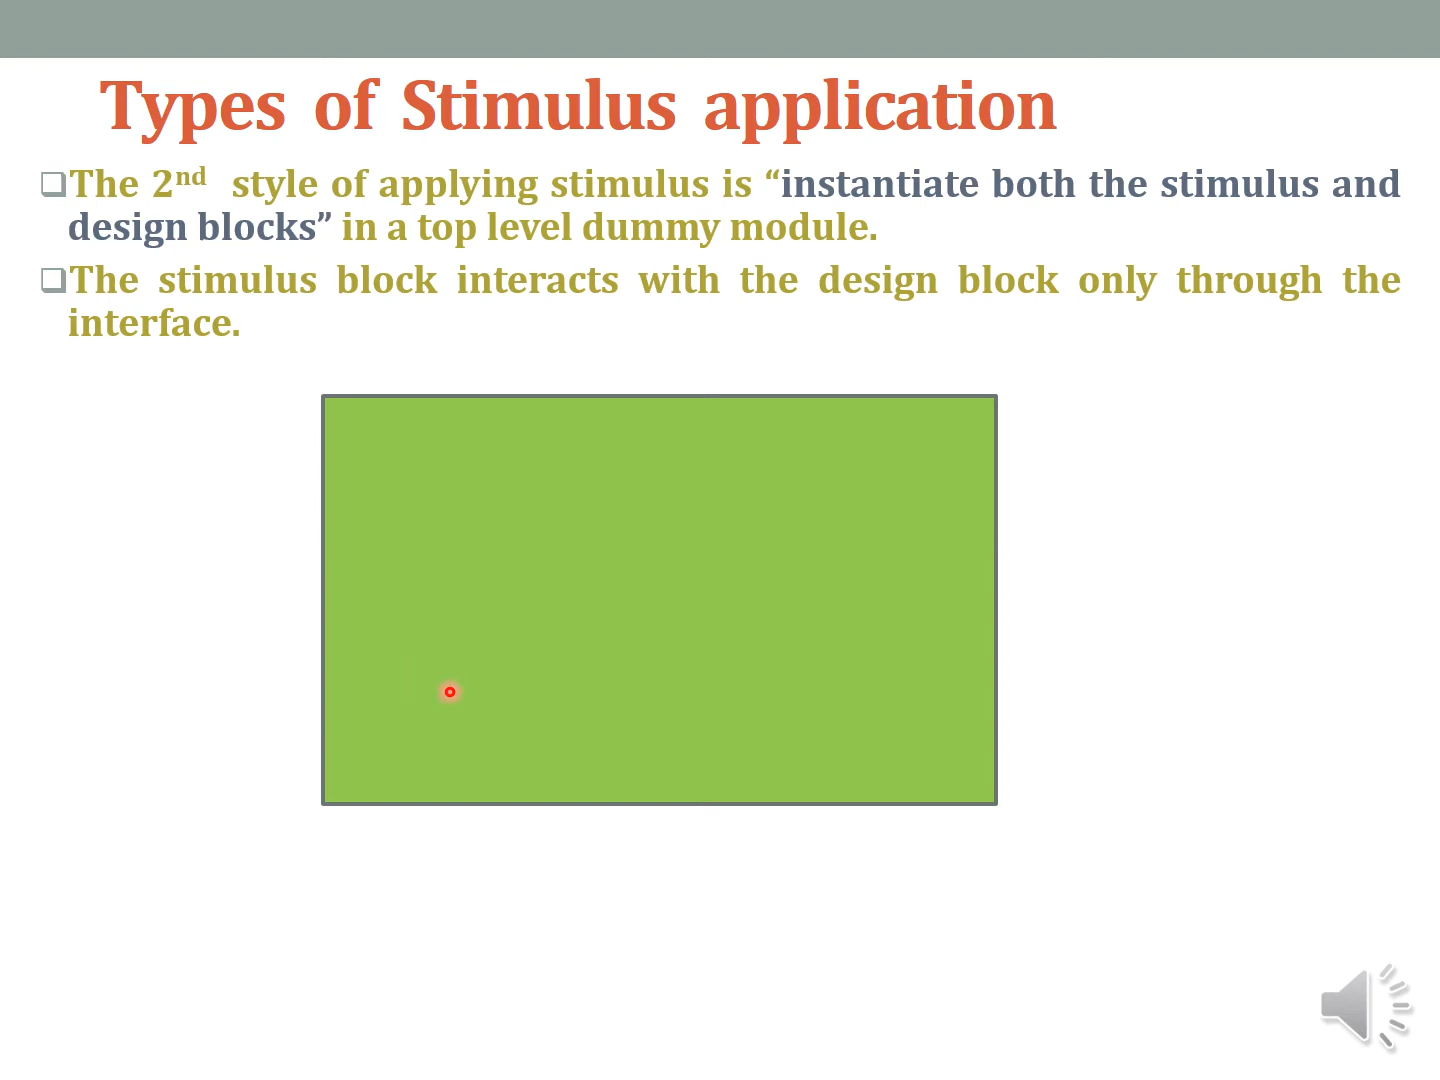 Types of Stimulus application
❑The 2nd style of applying stimulus is “instantiate both the stimulus and
design blocks” in a top level dummy module.
❑The stimulus block interacts with the design block only through the
interface.